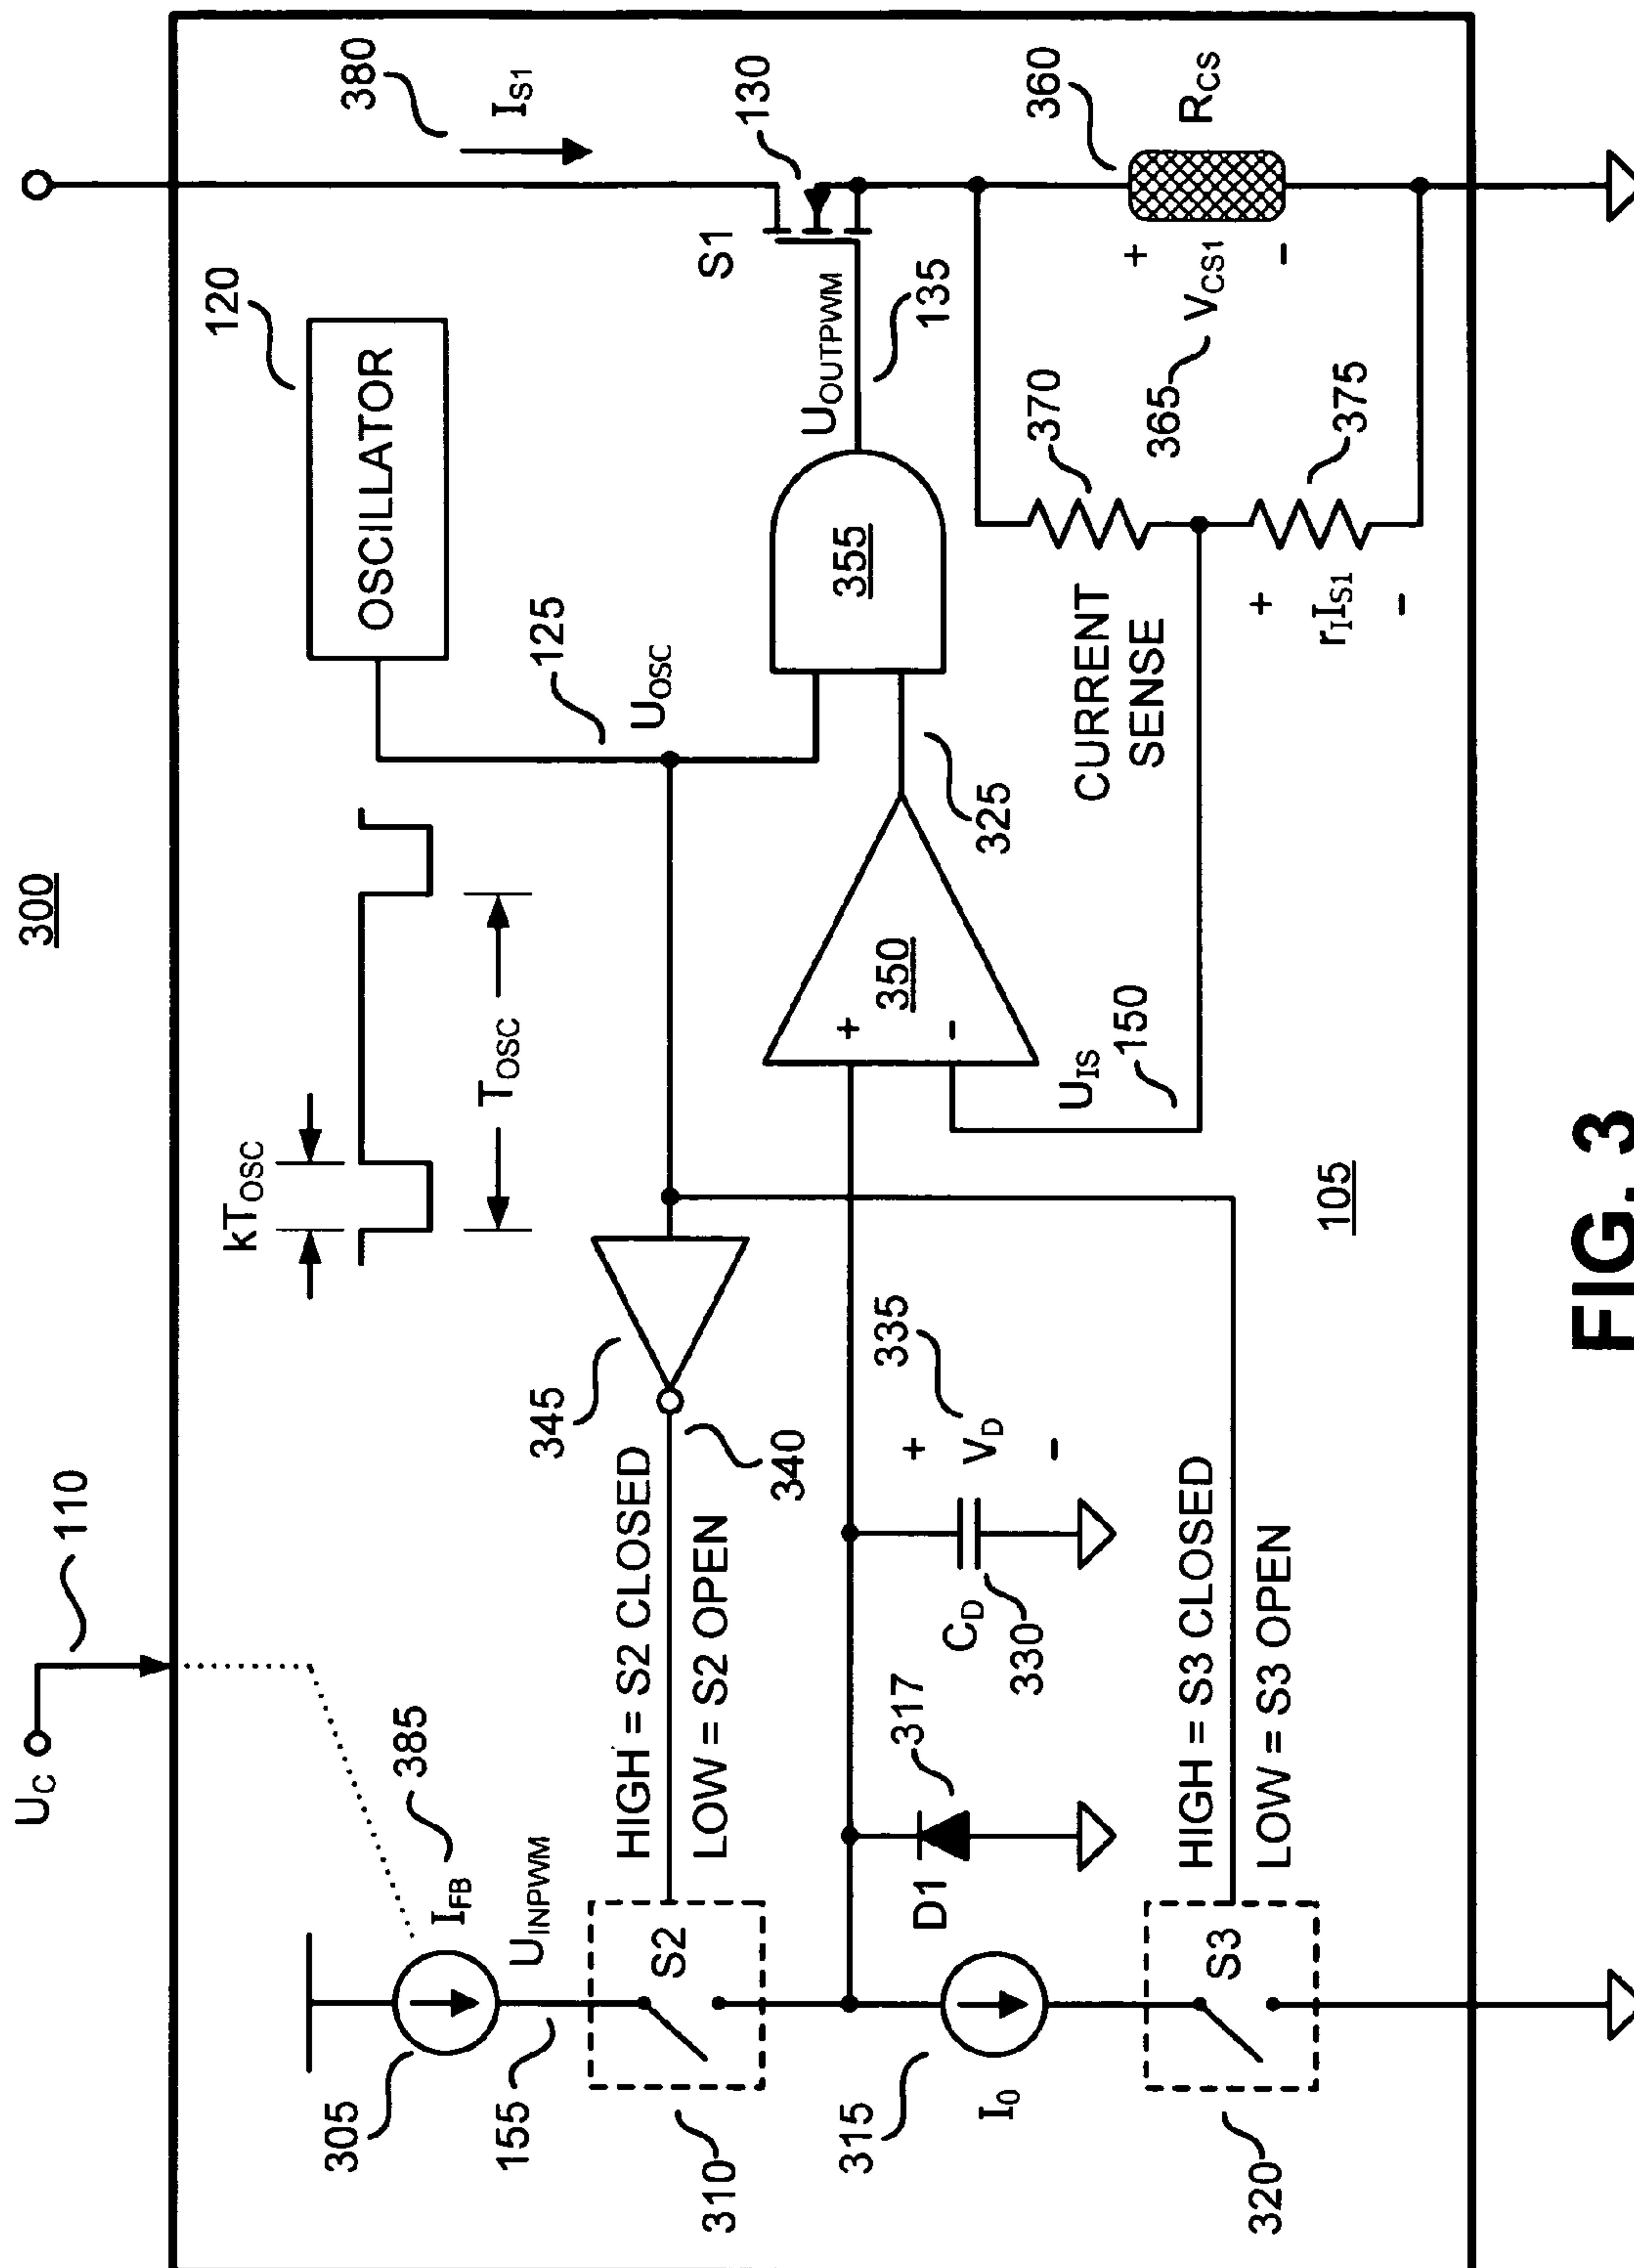 300
U_C
110
380
I_S1
120
OSCILLATOR
kT_OSC
T_OSC
125
U_OSC
305
I_FB
385
155
U_INPWM
S2
310
HIGH = S2 CLOSED
LOW = S2 OPEN
345
340
S1
130
U_OUTPWM
135
355
350
+
-
325
315
I_0
D1
317
C_D
330
+
V_D
335
-
U_IS
150
CURRENT
SENSE
370
365
+
V_CS1
-
360
R_CS
+
r_I I_S1
-
375
S3
320
HIGH = S3 CLOSED
LOW = S3 OPEN
105
FIG. 3